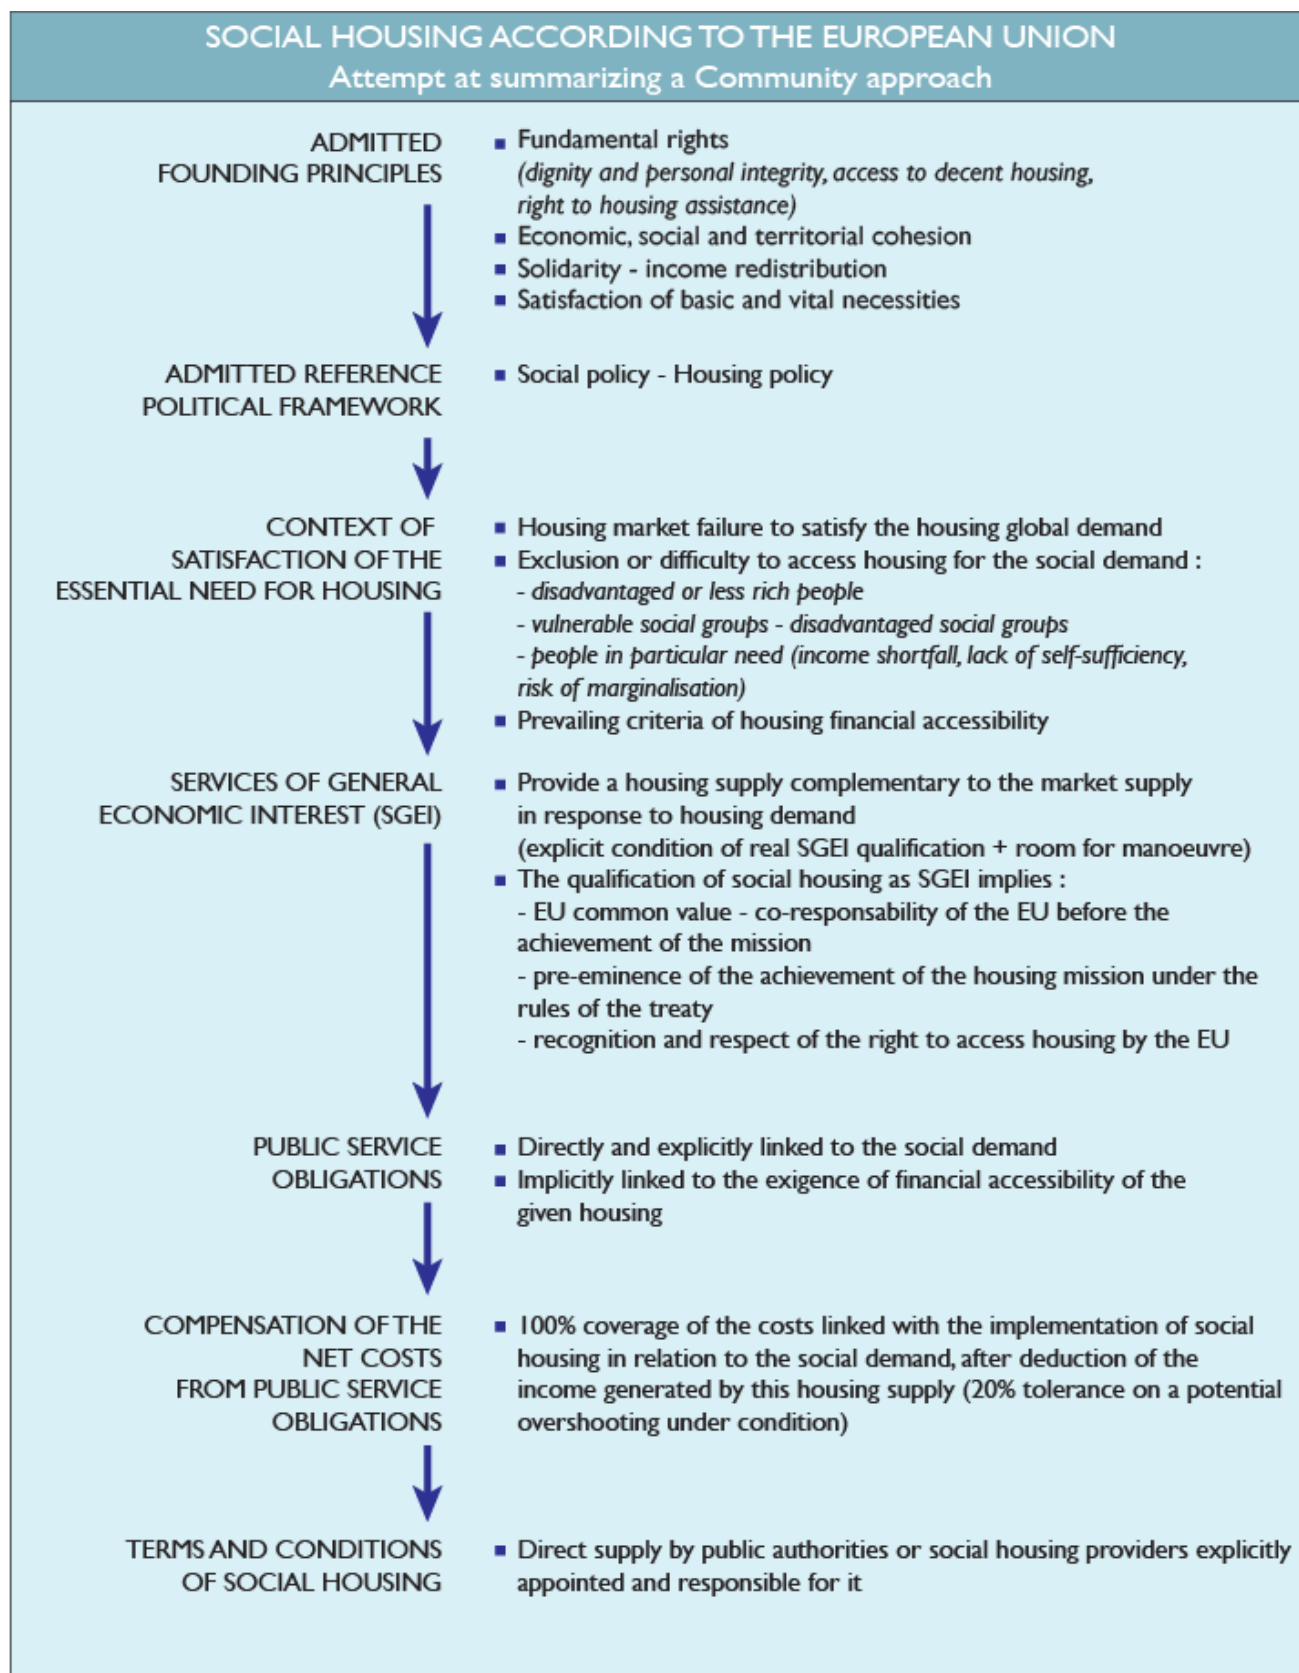 SOCIAL HOUSING ACCORDING TO THE EUROPEAN UNION
Attempt at summarizing a Community approach
ADMITTED
FOUNDING PRINCIPLES
▪ Fundamental rights
(dignity and personal integrity, access to decent housing,
right to housing assistance)
▪ Economic, social and territorial cohesion
▪ Solidarity - income redistribution
▪ Satisfaction of basic and vital necessities
ADMITTED REFERENCE
POLITICAL FRAMEWORK
▪ Social policy - Housing policy
CONTEXT OF
SATISFACTION OF THE
ESSENTIAL NEED FOR HOUSING
▪ Housing market failure to satisfy the housing global demand
▪ Exclusion or difficulty to access housing for the social demand :
- disadvantaged or less rich people
- vulnerable social groups - disadvantaged social groups
- people in particular need (income shortfall, lack of self-sufficiency,
risk of marginalisation)
▪ Prevailing criteria of housing financial accessibility
SERVICES OF GENERAL
ECONOMIC INTEREST (SGEI)
▪ Provide a housing supply complementary to the market supply
in response to housing demand
(explicit condition of real SGEI qualification + room for manoeuvre)
▪ The qualification of social housing as SGEI implies :
- EU common value - co-responsability of the EU before the
achievement of the mission
- pre-eminence of the achievement of the housing mission under the
rules of the treaty
- recognition and respect of the right to access housing by the EU
PUBLIC SERVICE
OBLIGATIONS
▪ Directly and explicitly linked to the social demand
▪ Implicitly linked to the exigence of financial accessibility of the
given housing
COMPENSATION OF THE
NET COSTS
FROM PUBLIC SERVICE
OBLIGATIONS
▪ 100% coverage of the costs linked with the implementation of social
housing in relation to the social demand, after deduction of the
income generated by this housing supply (20% tolerance on a potential
overshooting under condition)
TERMS AND CONDITIONS
OF SOCIAL HOUSING
▪ Direct supply by public authorities or social housing providers explicitly
appointed and responsible for it